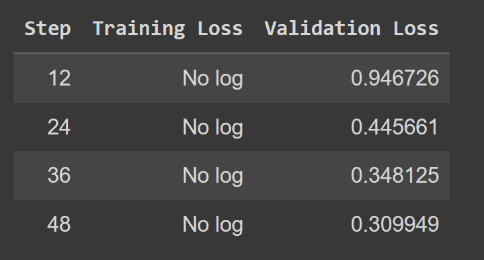 Step Training Loss Validation Loss
12 No log 0.946726
24 No log 0.445661
36 No log 0.348125
48 No log 0.309949